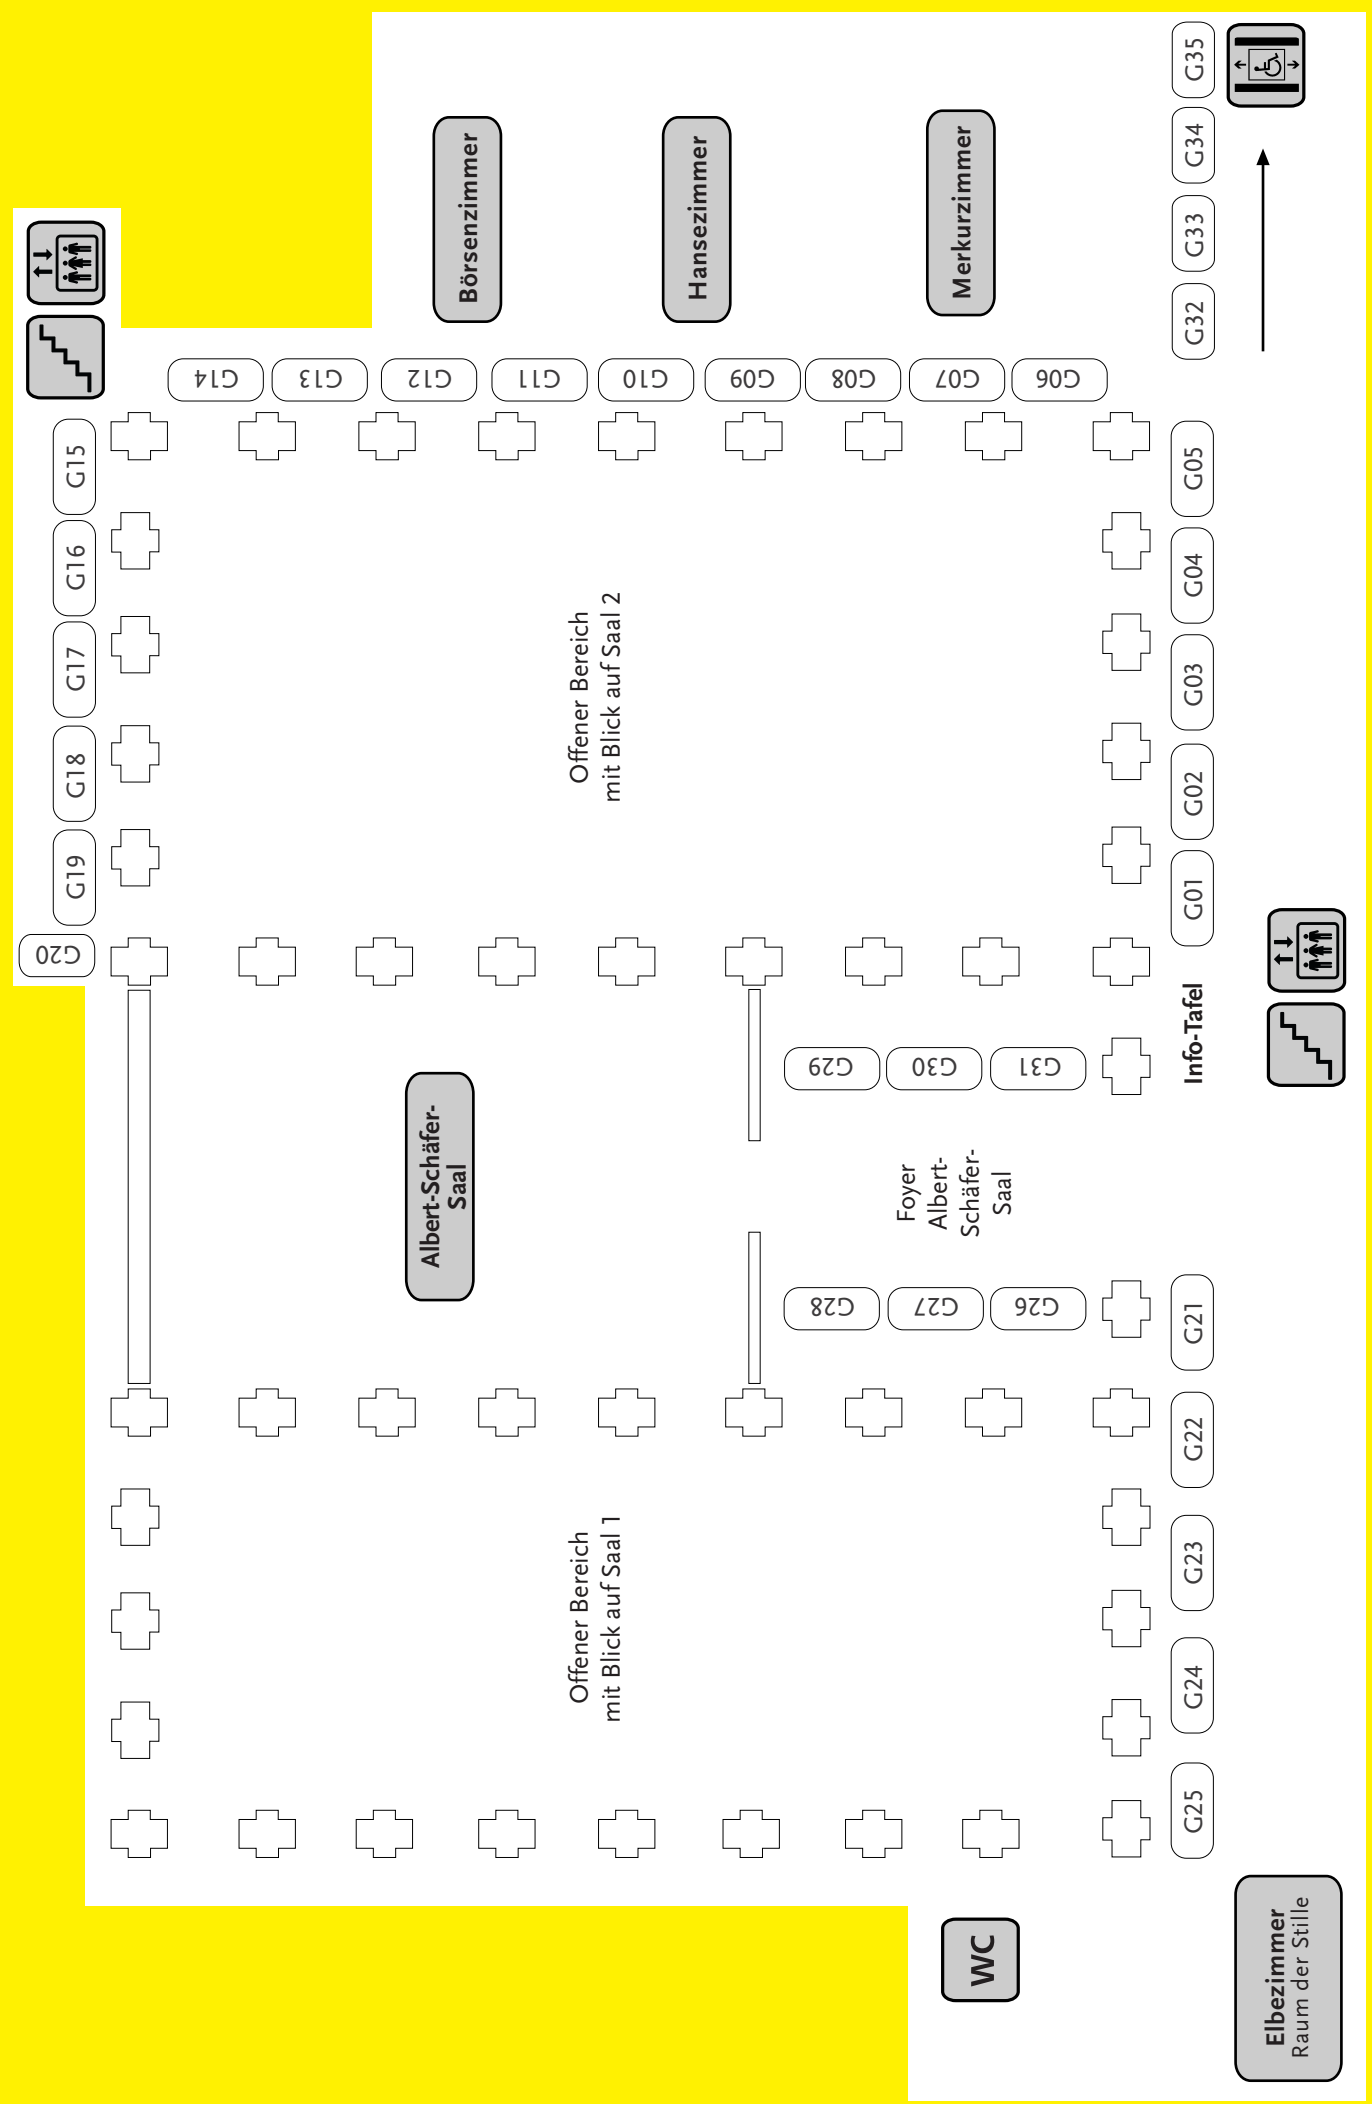 G35
G34
G33
G32
Börsenzimmer
Hansezimmer
Merkurzimmer
G14
G13
G12
G11
G10
G09
G08
G07
G06
G15
G16
G17
G18
G19
G20
G05
G04
G03
G02
G01
Offener Bereich
mit Blick auf Saal 2
Info-Tafel
G29
G30
G31
Albert-Schäfer-
Saal
Foyer
Albert-
Schäfer-
Saal
G28
G27
G26
G21
G22
G23
G24
G25
Offener Bereich
mit Blick auf Saal 1
WC
Elbezimmer
Raum der Stille